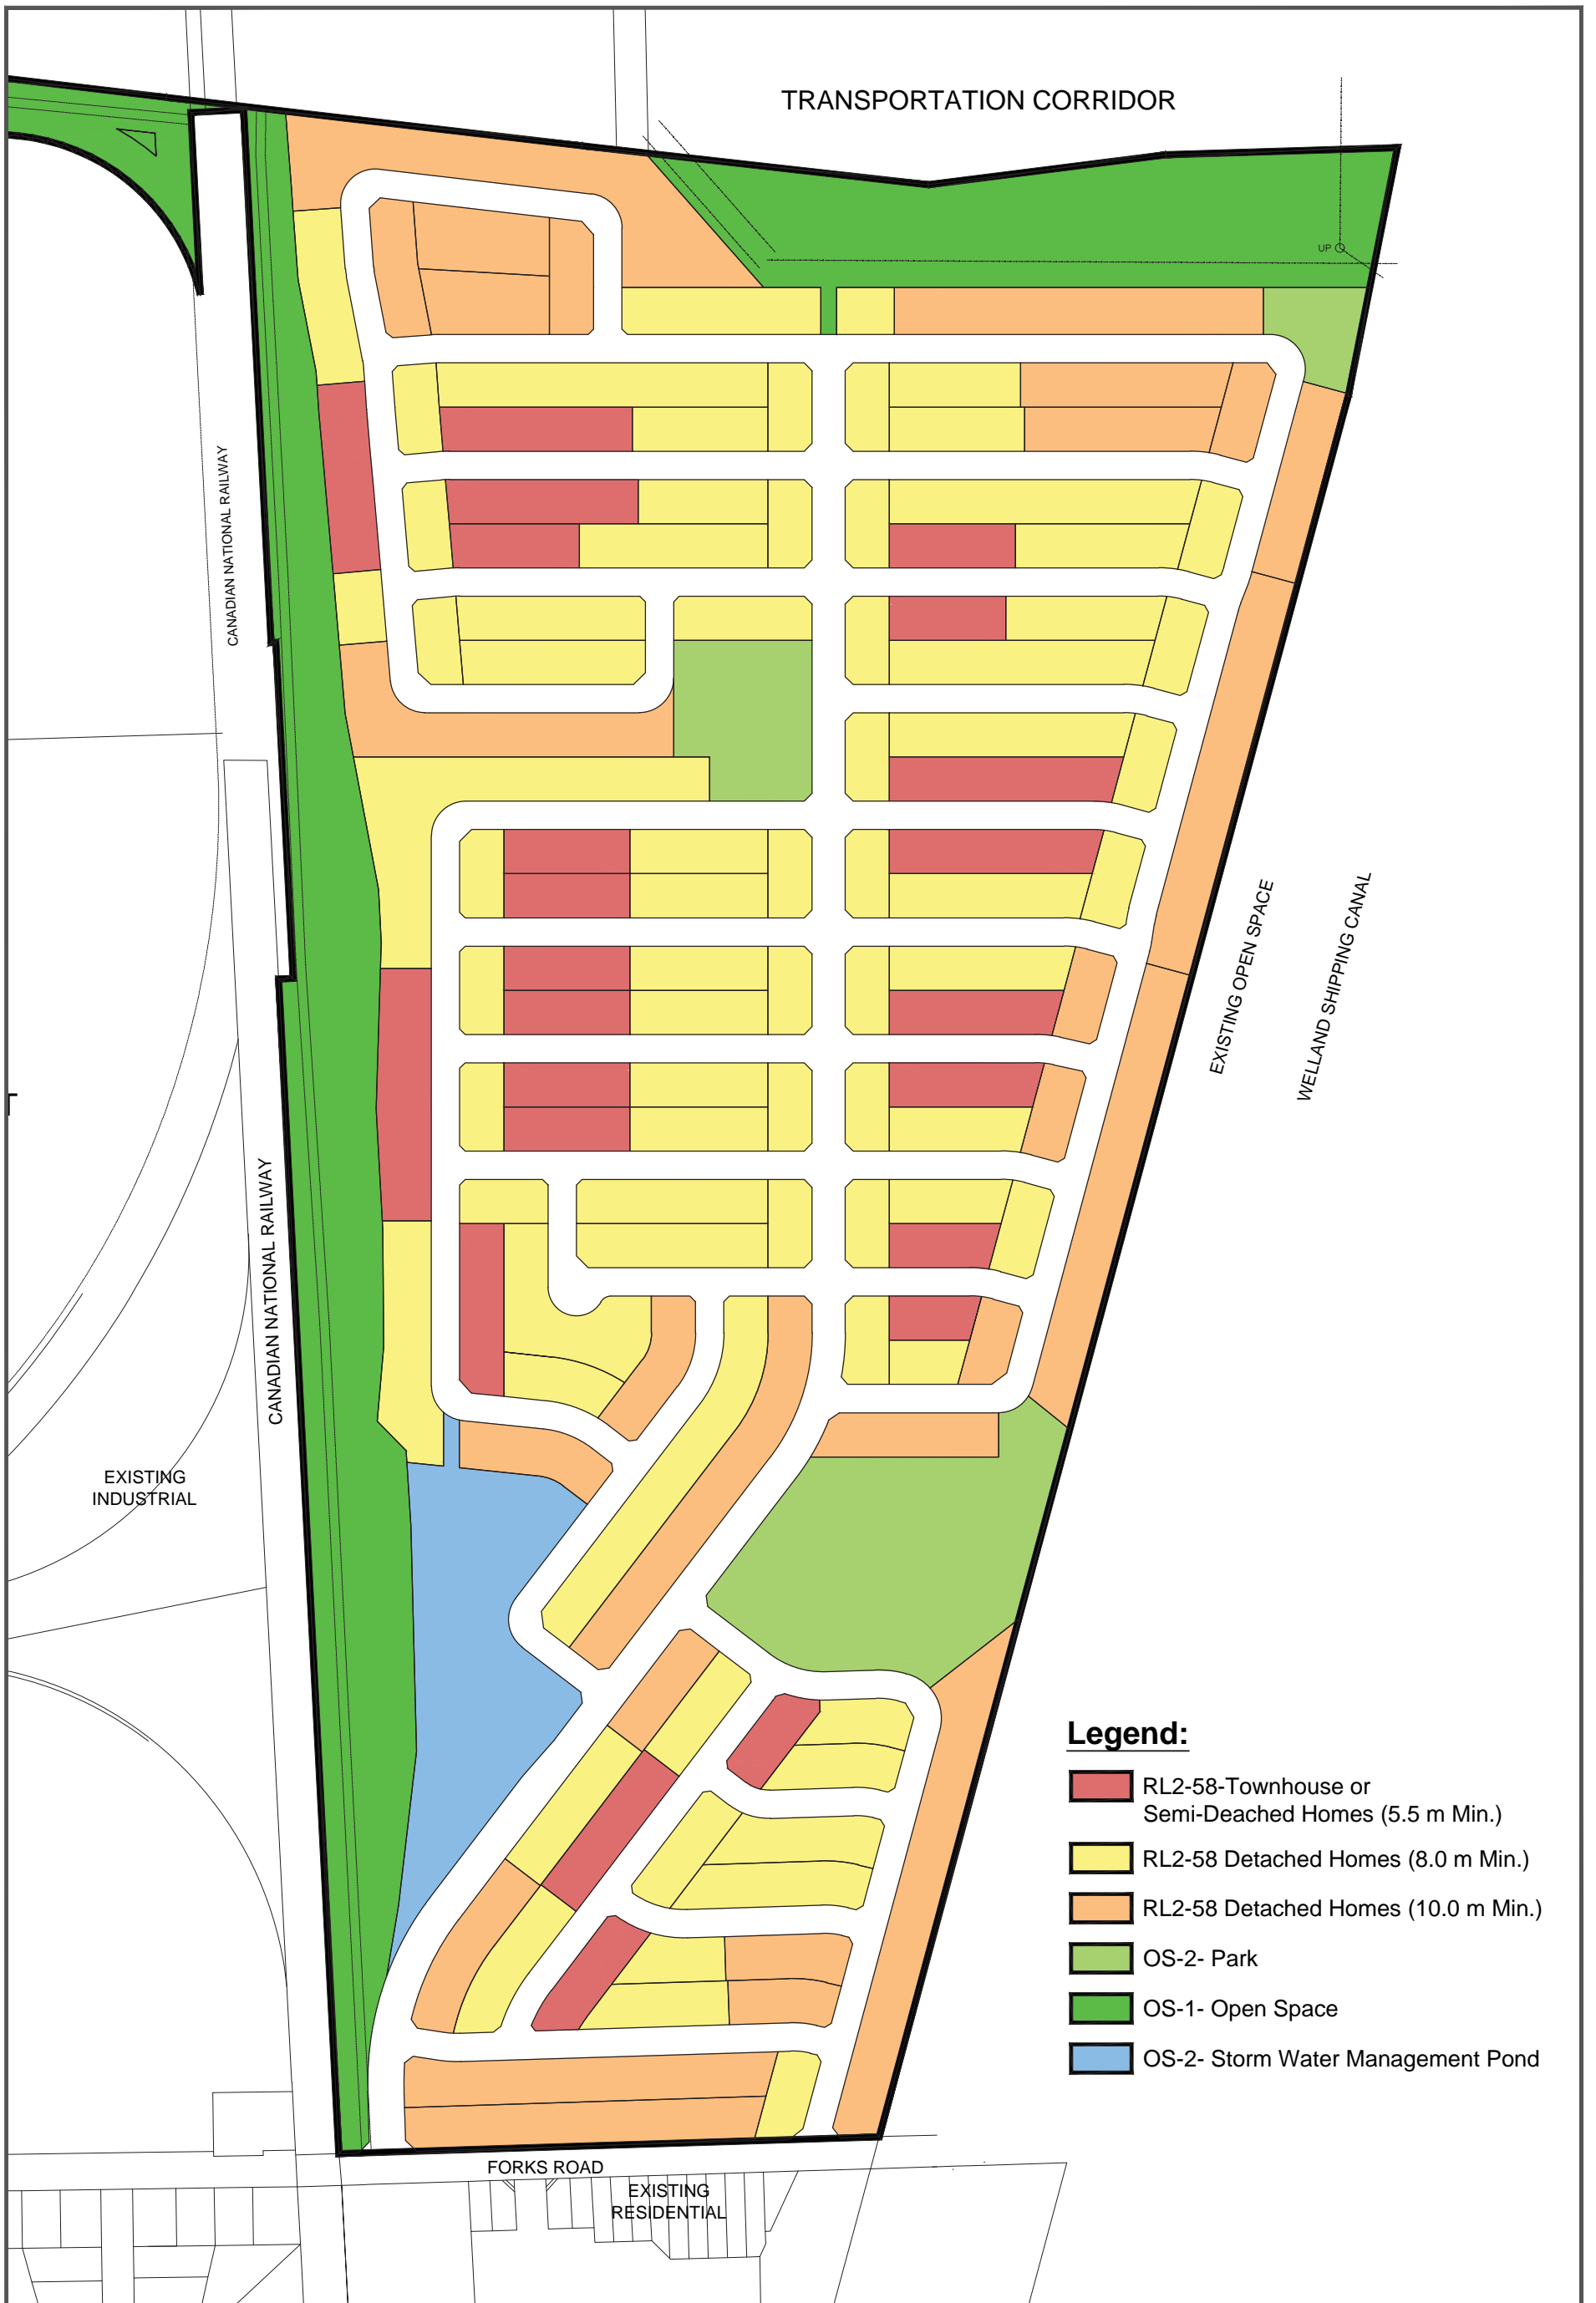 TRANSPORTATION CORRIDOR
UP
CANADIAN NATIONAL RAILWAY
EXISTING OPEN SPACE
WELLAND SHIPPING CANAL
CANADIAN NATIONAL RAILWAY
EXISTING
INDUSTRIAL
Legend:
RL2-58-Townhouse or
Semi-Deached Homes (5.5 m Min.)
RL2-58 Detached Homes (8.0 m Min.)
RL2-58 Detached Homes (10.0 m Min.)
OS-2- Park
OS-1- Open Space
OS-2- Storm Water Management Pond
FORKS ROAD
EXISTING
RESIDENTIAL